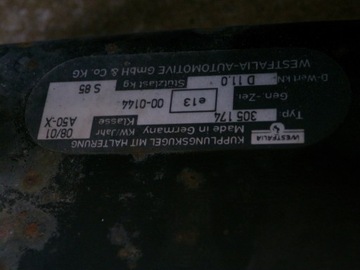 WESTFALIA
KUPPLUNGSKUGEL MIT HALTERUNG
Made in Germany KW/Jahr 08/01
Typ 305 174 Klasse A50-X
Gen.-Zei e13 00-0144
D-Wert kN D 11.0 Stützlast kg S 85
WESTFALIA-AUTOMOTIVE GmbH & Co. KG